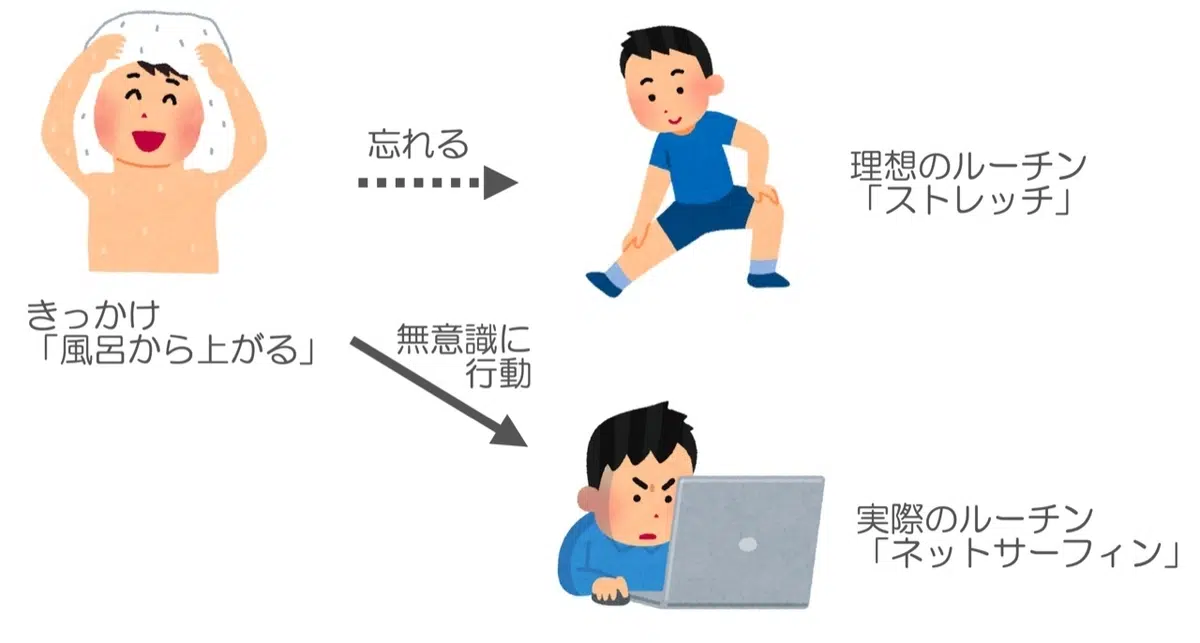 忘れる
理想のルーチン
「ストレッチ」
きっかけ
「風呂から上がる」
無意識に
行動
実際のルーチン
「ネットサーフィン」